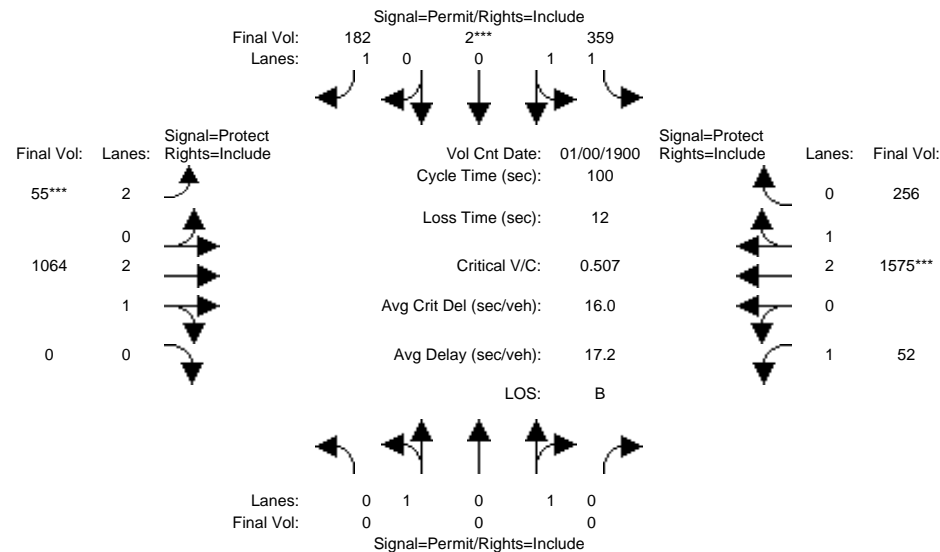 Signal=Permit/Rights=Include
Final Vol: 182 2*** 359
Lanes: 1 0 0 1 1
Signal=Protect Signal=Protect
Final Vol: Lanes: Rights=Include Vol Cnt Date: 01/00/1900 Rights=Include Lanes: Final Vol:
Cycle Time (sec): 100
55*** 2 0 256
Loss Time (sec): 12
0 1
1064 2 Critical V/C: 0.507 2 1575***
1 Avg Crit Del (sec/veh): 16.0 0
0 0 Avg Delay (sec/veh): 17.2 1 52
LOS: B
Lanes: 0 1 0 1 0
Final Vol: 0 0 0
Signal=Permit/Rights=Include